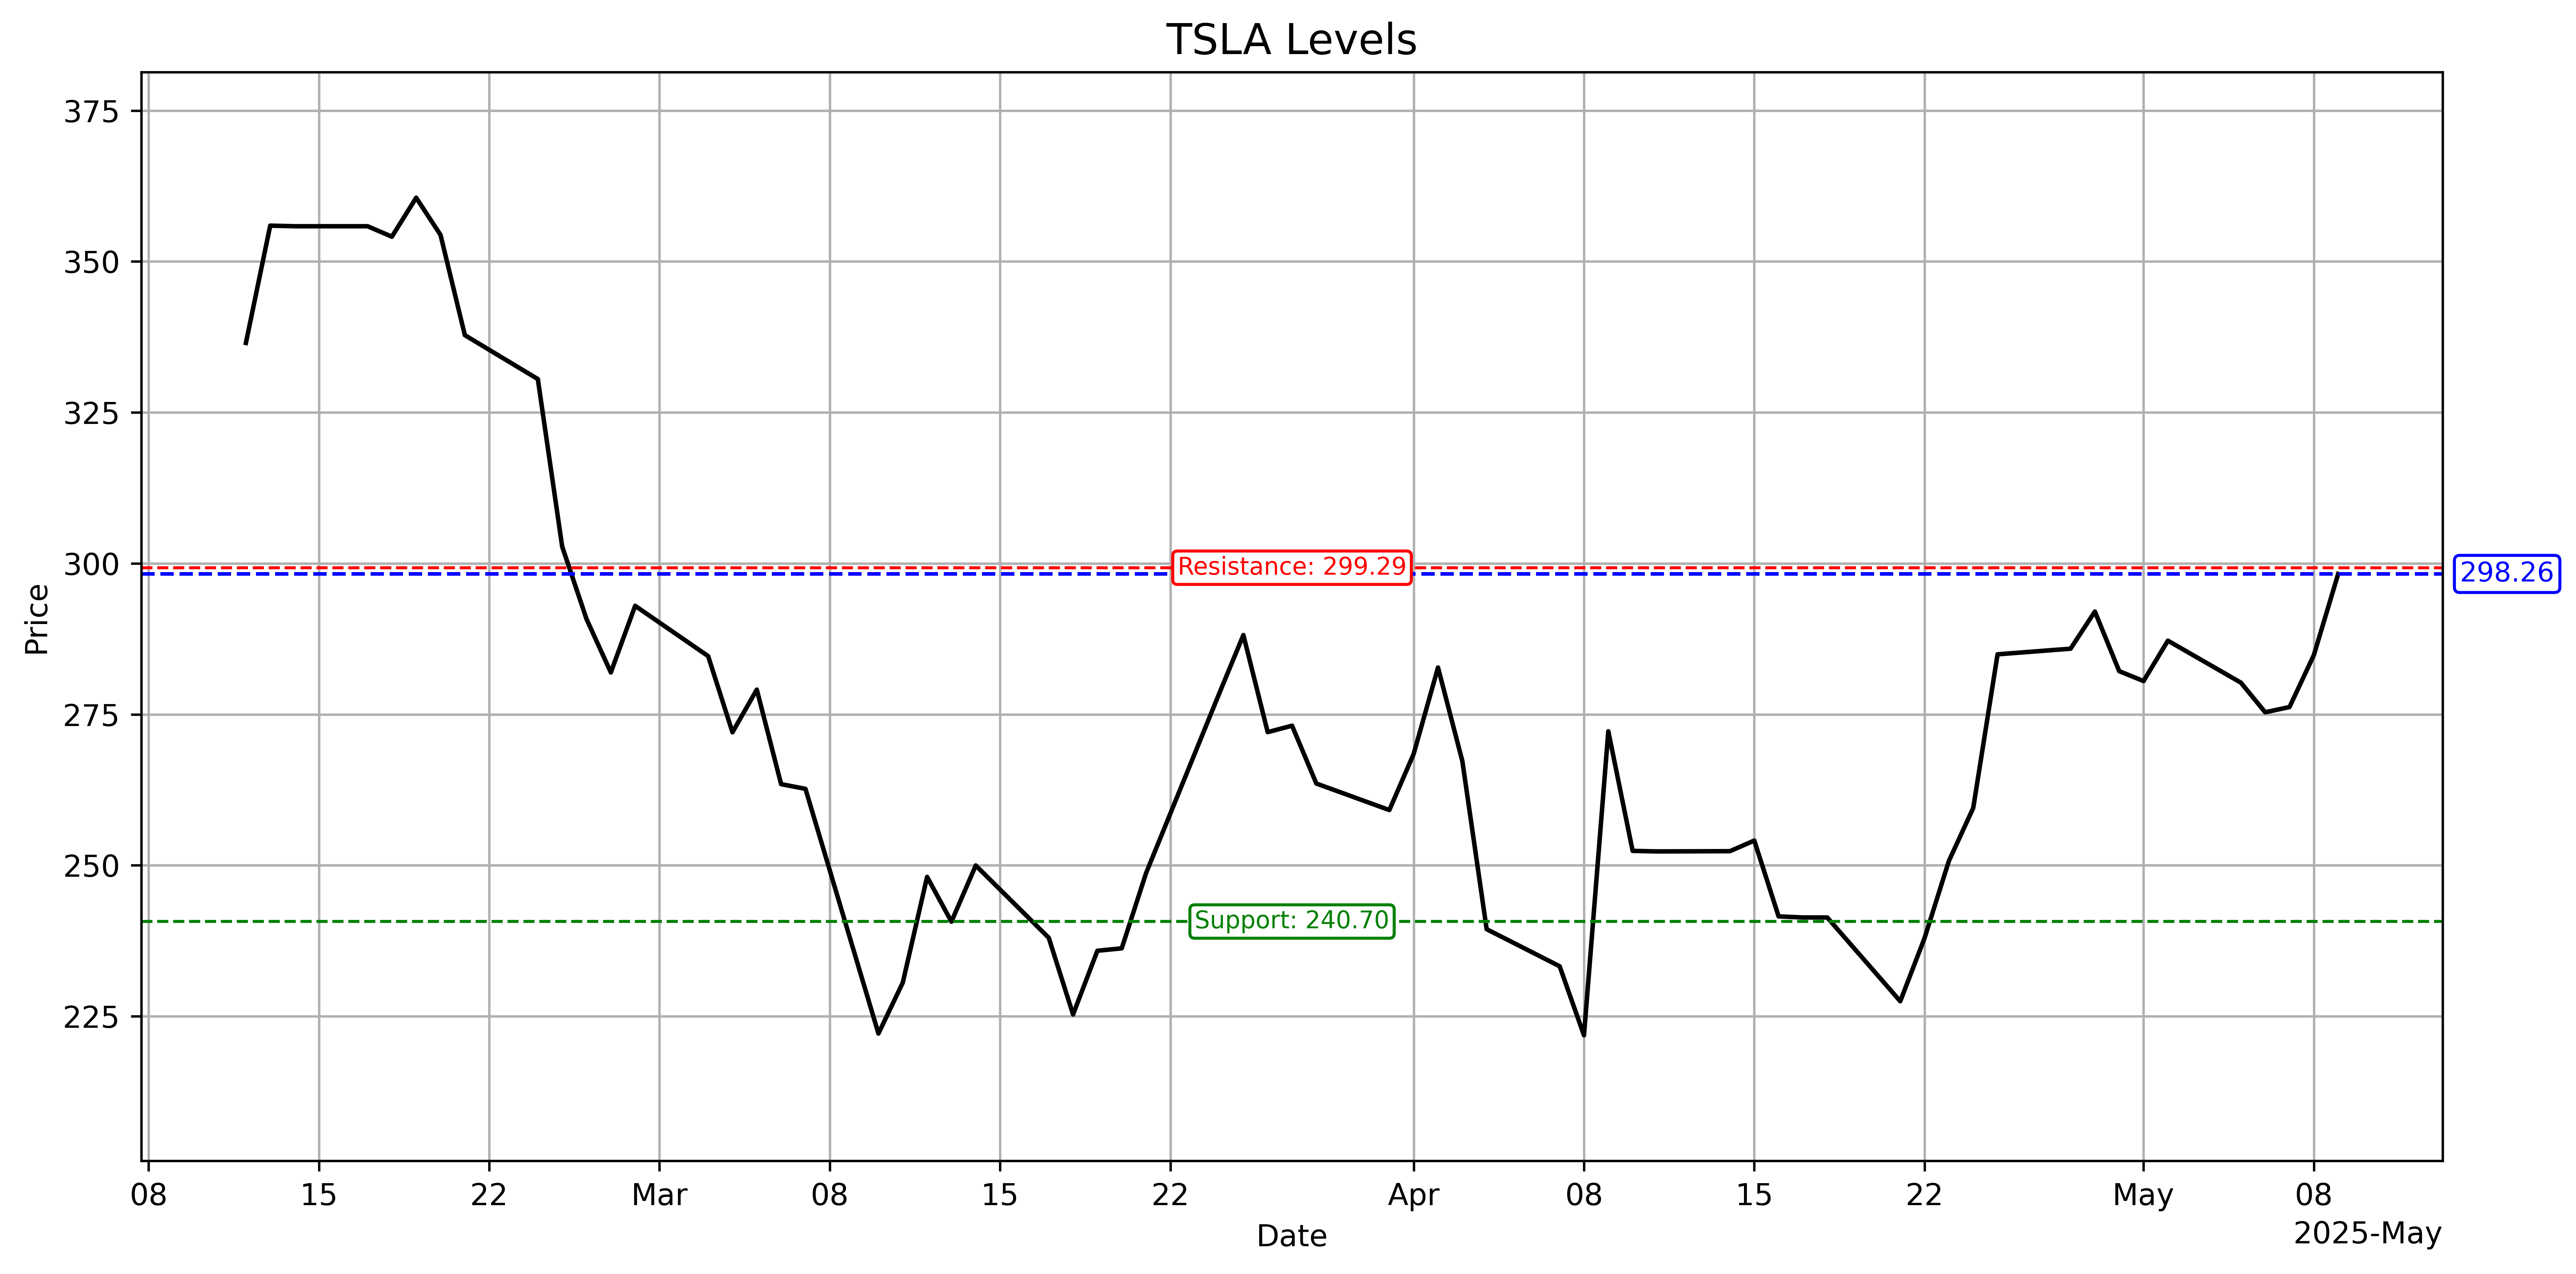 TSLA Levels
375
350
325
300
275
250
225
Price
Resistance: 299.29
298.26
Support: 240.70
08 15 22 Mar 08 15 22 Apr 08 15 22 May 08
Date
2025-May